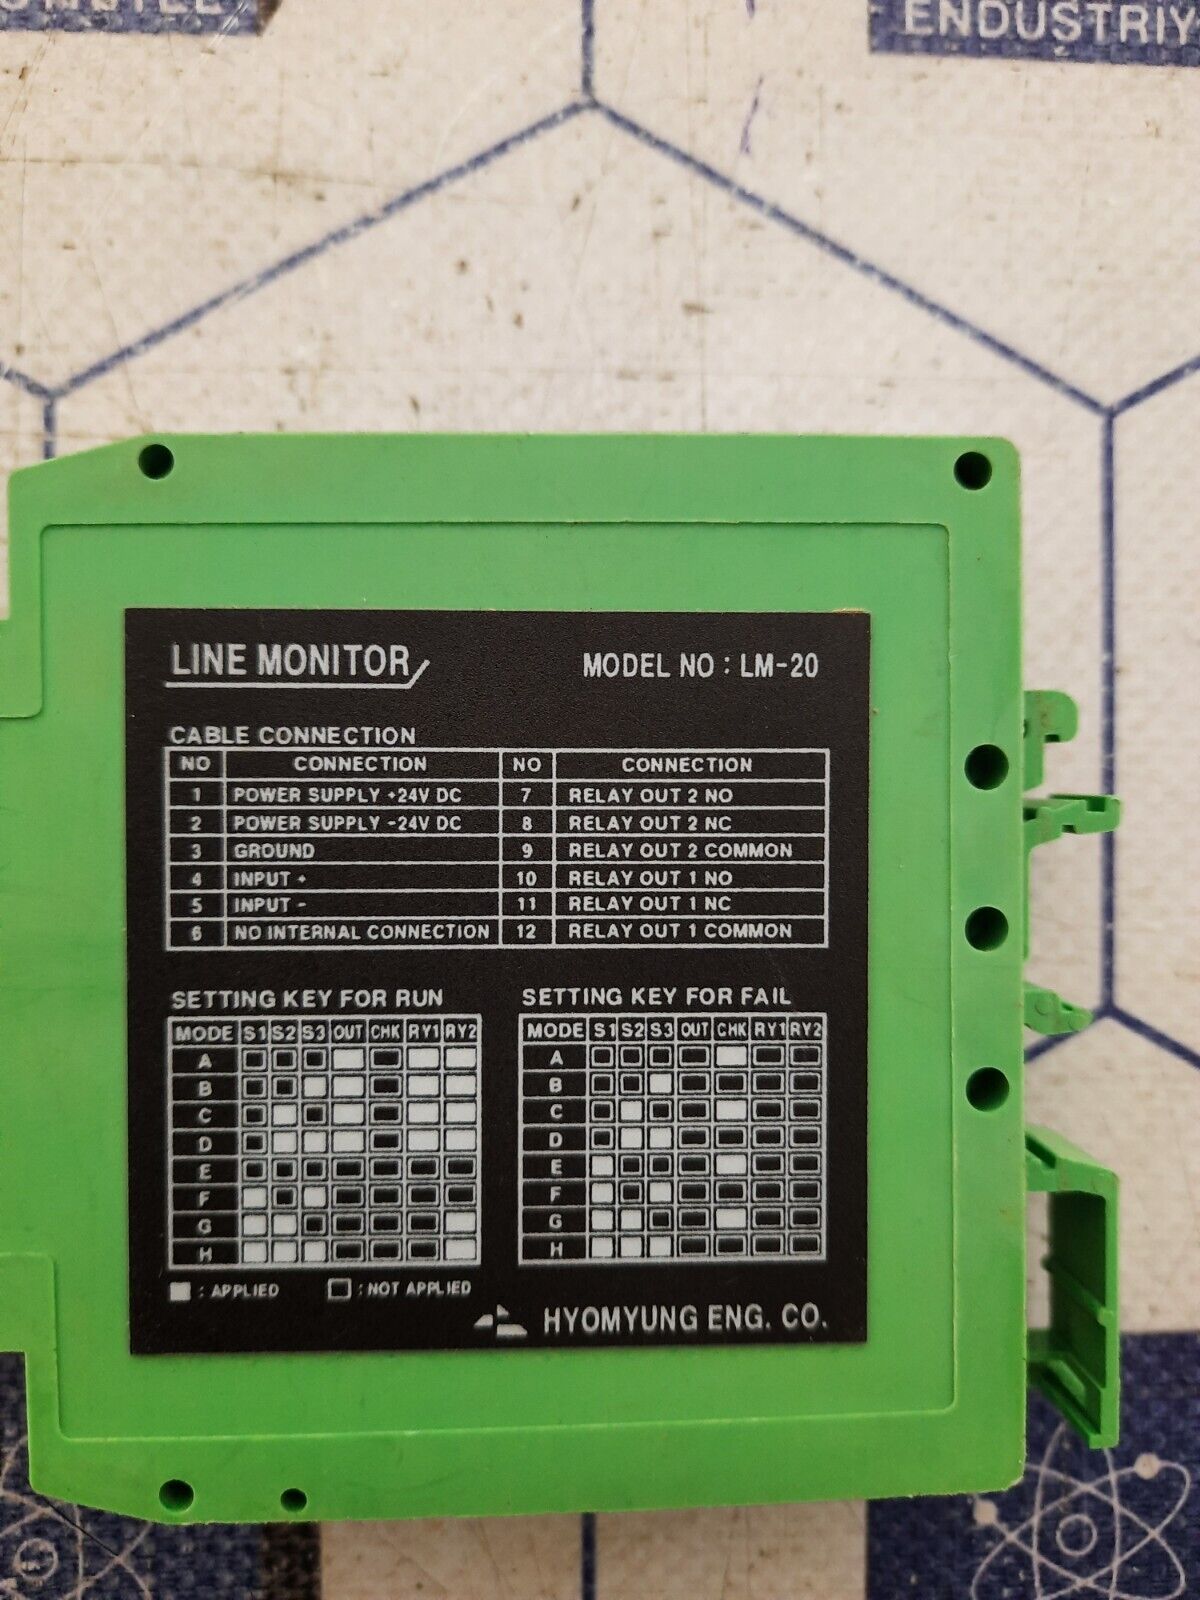 ENDUSTRIY
LINE MONITOR
MODEL NO : LM-20
CABLE CONNECTION
NO CONNECTION NO CONNECTION
1 POWER SUPPLY +24V DC 7 RELAY OUT 2 NO
2 POWER SUPPLY -24V DC 8 RELAY OUT 2 NC
3 GROUND 9 RELAY OUT 2 COMMON
4 INPUT + 10 RELAY OUT 1 NO
5 INPUT - 11 RELAY OUT 1 NC
6 NO INTERNAL CONNECTION 12 RELAY OUT 1 COMMON
SETTING KEY FOR RUN
MODE S1 S2 S3 OUT CHK RY1 RY2
A
B
C
D
E
F
G
H
■ : APPLIED □ : NOT APPLIED
SETTING KEY FOR FAIL
MODE S1 S2 S3 OUT CHK RY1 RY2
A
B
C
D
E
F
G
H
HYOMYUNG ENG. CO.